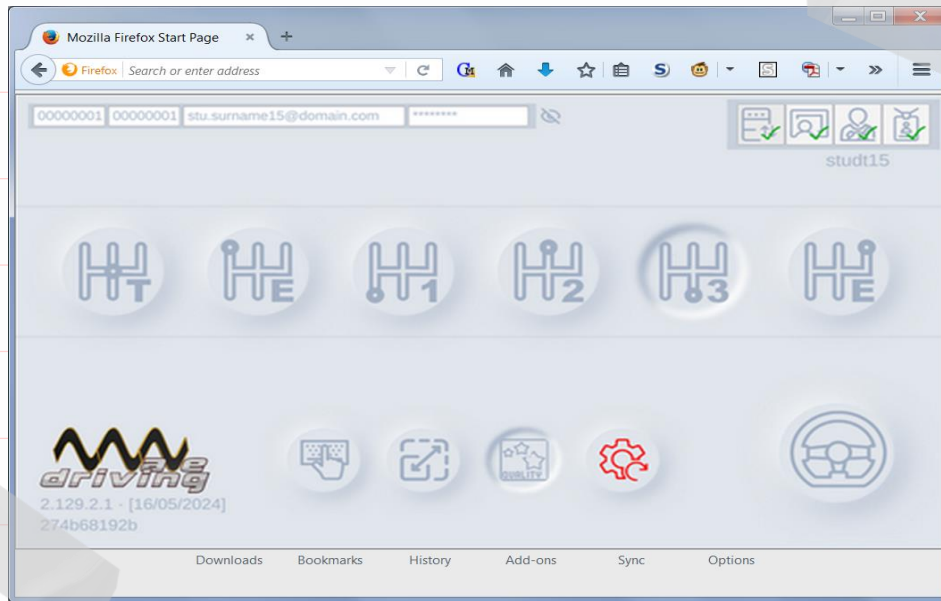 Mozilla Firefox Start Page
Firefox Search or enter address
00000001 00000001 stu.surname15@domain.com ********
studt15
T E 1 2 3 E
QUALITY
driving
2.129.2.1 - [16/05/2024]
274b68192b
Downloads Bookmarks History Add-ons Sync Options